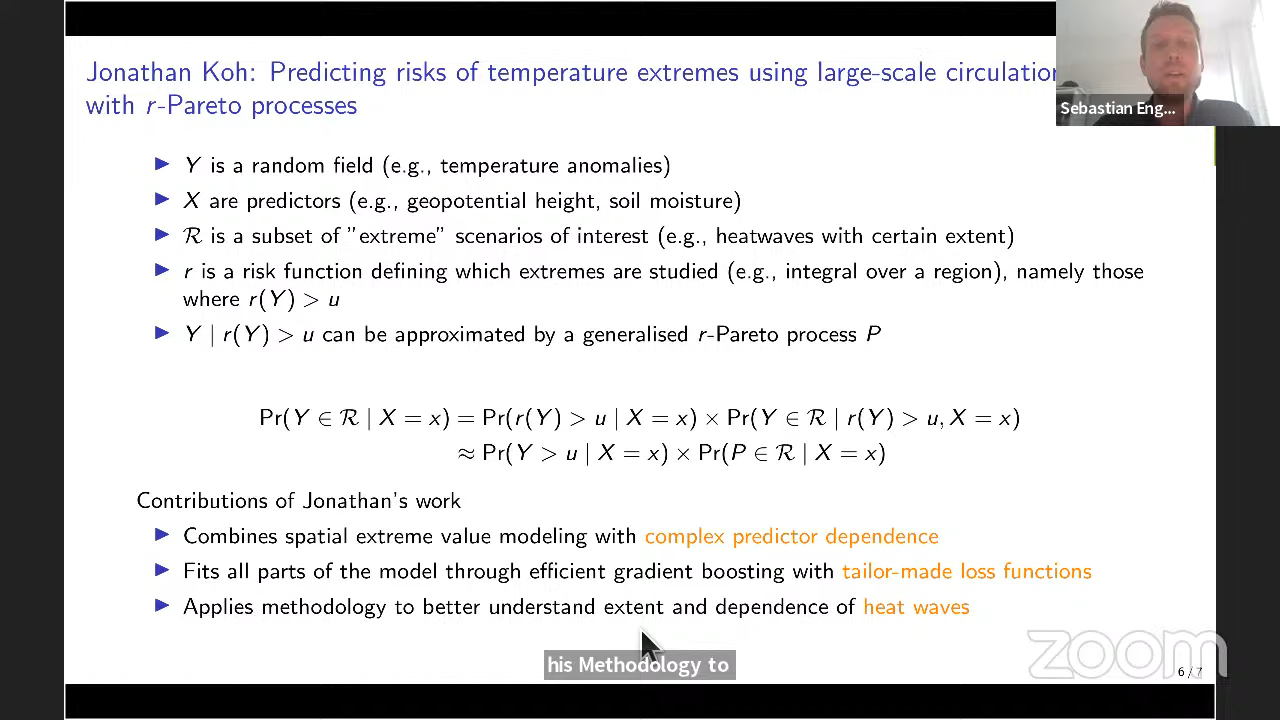 Jonathan Koh: Predicting risks of temperature extremes using large-scale circulation
with r-Pareto processes
Sebastian Eng...
Y is a random field (e.g., temperature anomalies)
X are predictors (e.g., geopotential height, soil moisture)
ℛ is a subset of "extreme" scenarios of interest (e.g., heatwaves with certain extent)
r is a risk function defining which extremes are studied (e.g., integral over a region), namely those
where r(Y) > u
Y | r(Y) > u can be approximated by a generalised r-Pareto process P
Pr(Y ∈ ℛ | X = x) = Pr(r(Y) > u | X = x) × Pr(Y ∈ ℛ | r(Y) > u, X = x)
≈ Pr(Y > u | X = x) × Pr(P ∈ ℛ | X = x)
Contributions of Jonathan's work
Combines spatial extreme value modeling with complex predictor dependence
Fits all parts of the model through efficient gradient boosting with tailor-made loss functions
Applies methodology to better understand extent and dependence of heat waves
his Methodology to
zoom
6 / 7